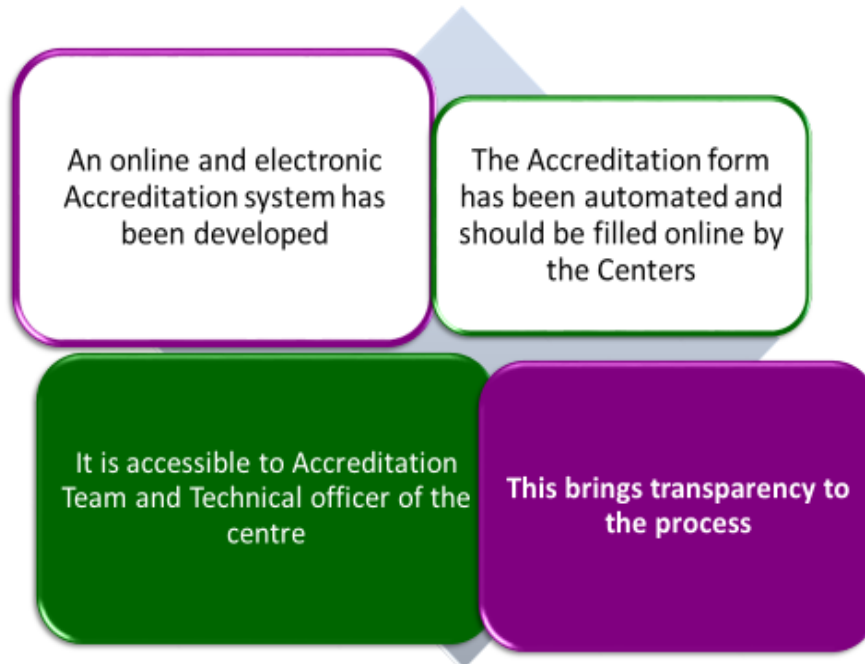 An online and electronic
Accreditation system has
been developed
The Accreditation form
has been automated and
should be filled online by
the Centers
It is accessible to Accreditation
Team and Technical officer of the
centre
This brings transparency to
the process